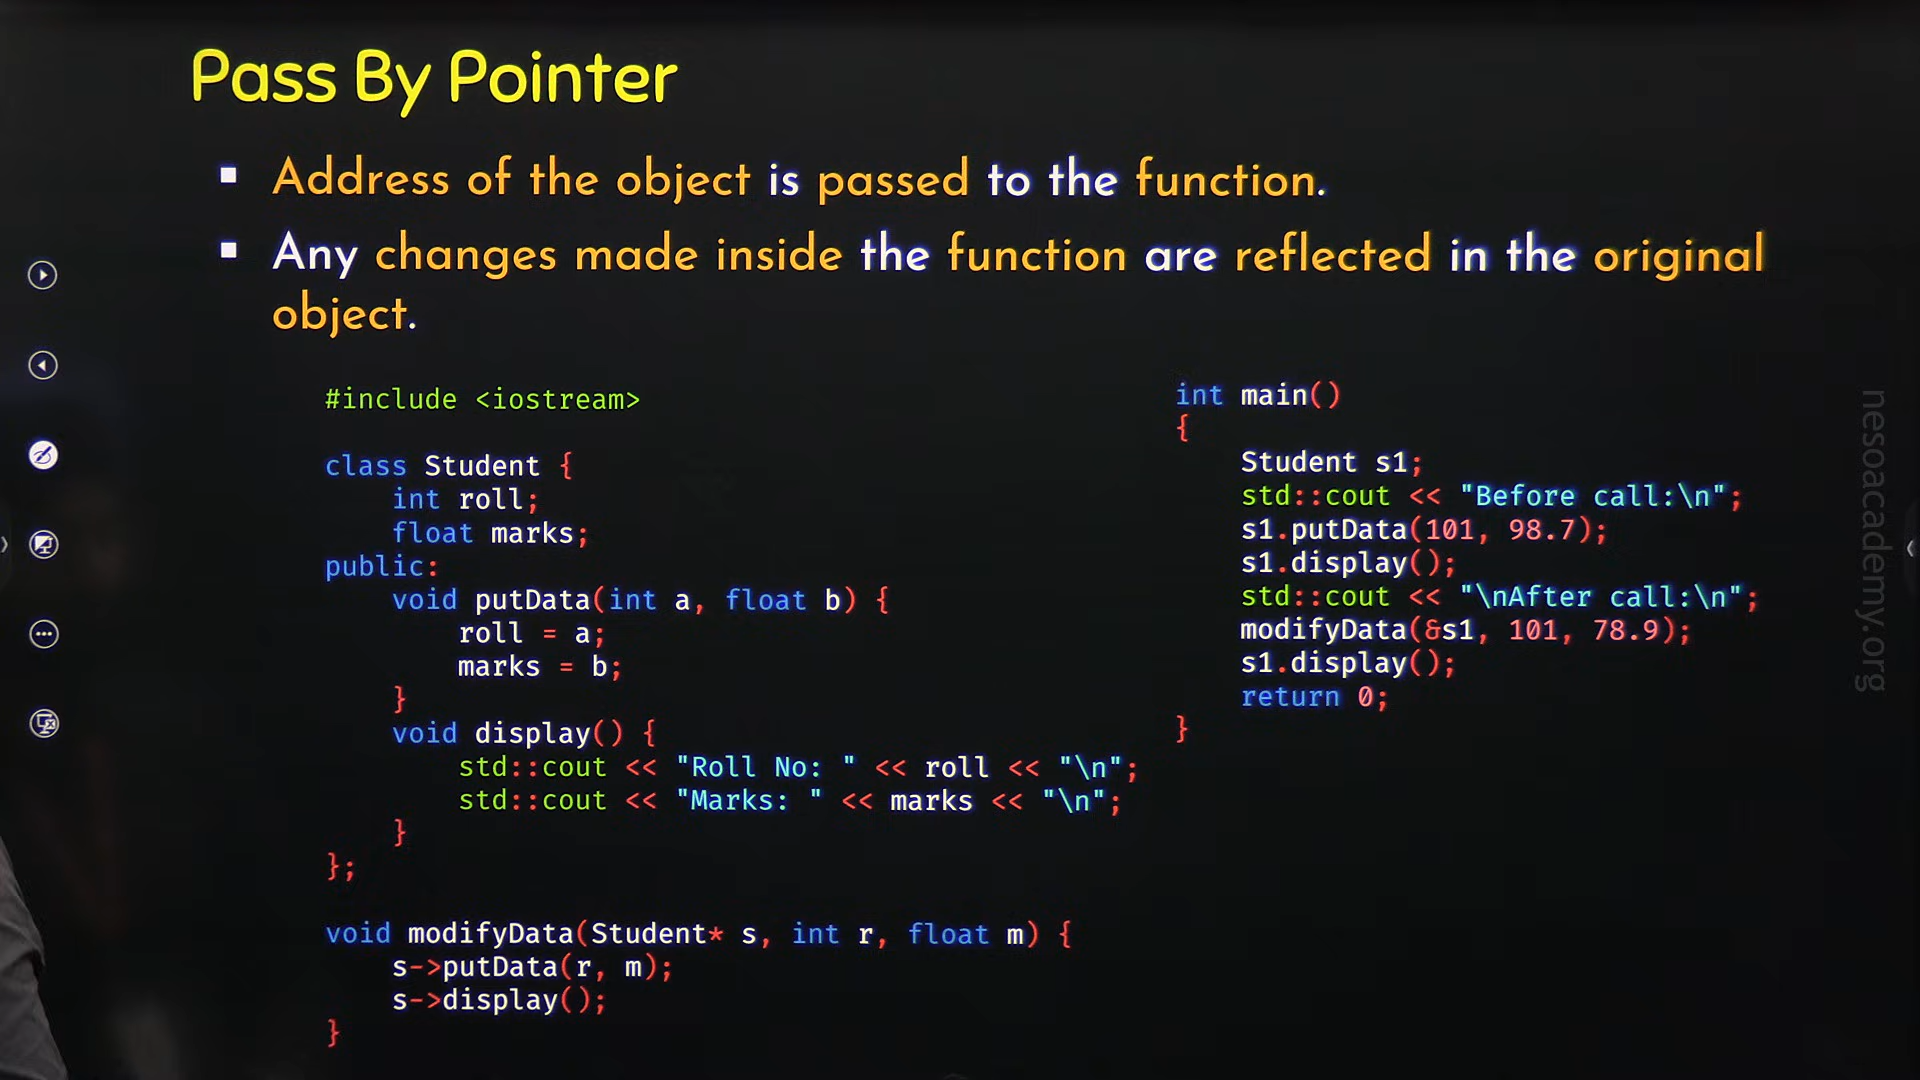 Pass By Pointer
▪ Address of the object is passed to the function.
▪ Any changes made inside the function are reflected in the original
object.
#include <iostream>
class Student {
    int roll;
    float marks;
public:
    void putData(int a, float b) {
        roll = a;
        marks = b;
    }
    void display() {
        std::cout << "Roll No: " << roll << "\n";
        std::cout << "Marks: " << marks << "\n";
    }
};
void modifyData(Student* s, int r, float m) {
    s->putData(r, m);
    s->display();
}
int main()
{
    Student s1;
    std::cout << "Before call:\n";
    s1.putData(101, 98.7);
    s1.display();
    std::cout << "\nAfter call:\n";
    modifyData(&s1, 101, 78.9);
    s1.display();
    return 0;
}
nesoacademy.org